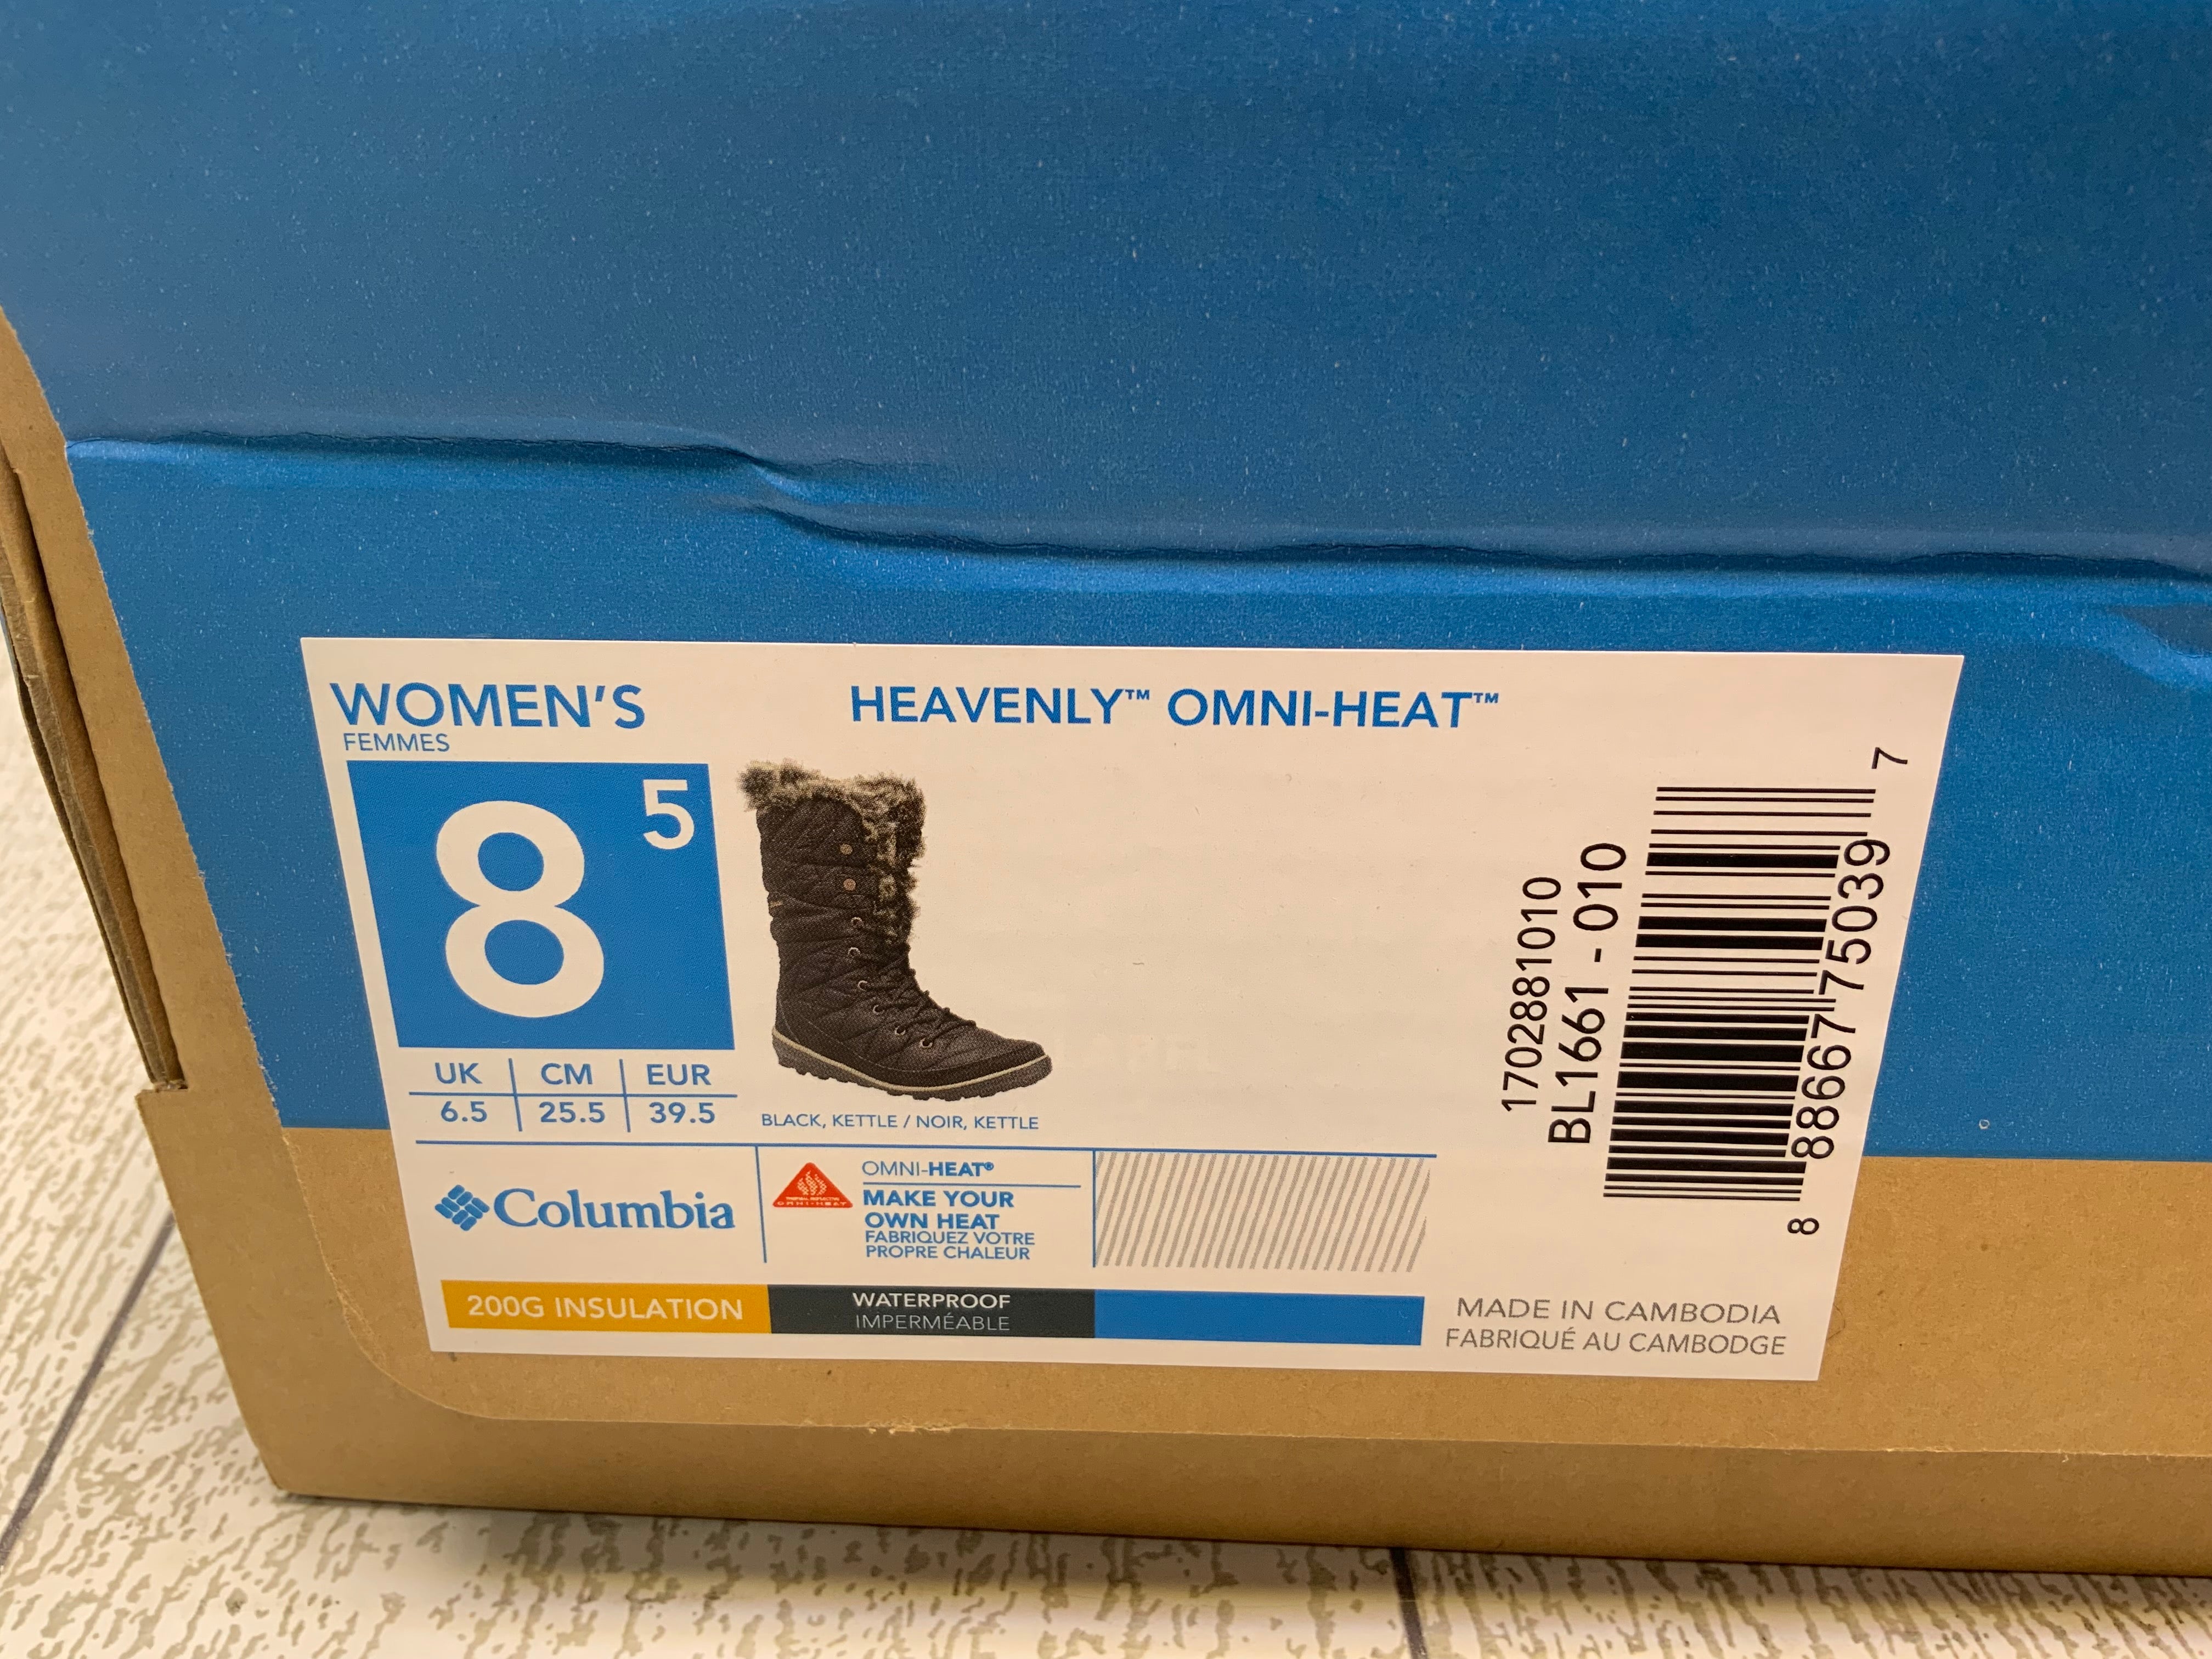 WOMEN'S
FEMMES
8 5
UK CM EUR
6.5 25.5 39.5
HEAVENLY™ OMNI-HEAT™
BLACK, KETTLE / NOIR, KETTLE
1702881010
BL1661 - 010
8 88667 75039 7
Columbia
OMNI-HEAT®
MAKE YOUR
OWN HEAT
FABRIQUEZ VOTRE
PROPRE CHALEUR
200G INSULATION
WATERPROOF
IMPERMÉABLE
MADE IN CAMBODIA
FABRIQUÉ AU CAMBODGE